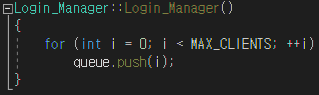 Login_Manager::Login_Manager()
{
    for (int i = 0; i < MAX_CLIENTS; ++i)
        queue.push(i);
}